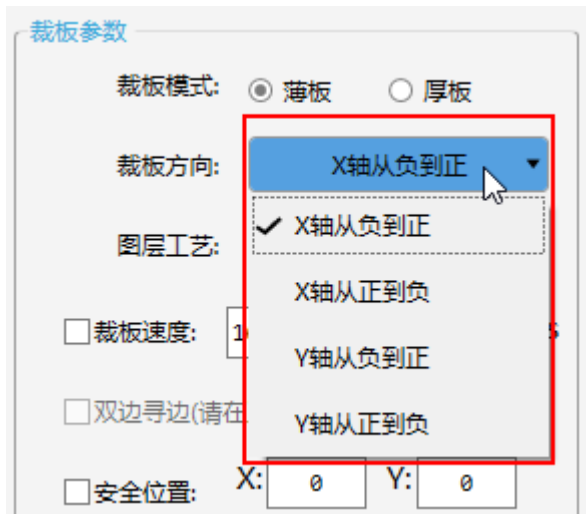 裁板参数
裁板模式: 薄板 厚板
裁板方向: X轴从负到正
X轴从负到正
图层工艺:
X轴从正到负
裁板速度:
Y轴从负到正
双边寻边(请在
Y轴从正到负
安全位置: X: 0 Y: 0